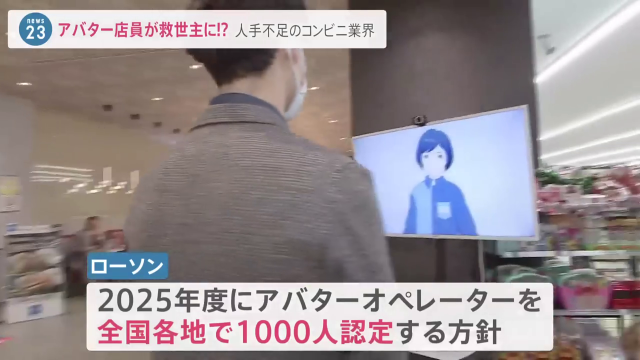 news
23
アバター店員が救世主に!? 人手不足のコンビニ業界
ローソン
2025年度にアバターオペレーターを
全国各地で1000人認定する方針